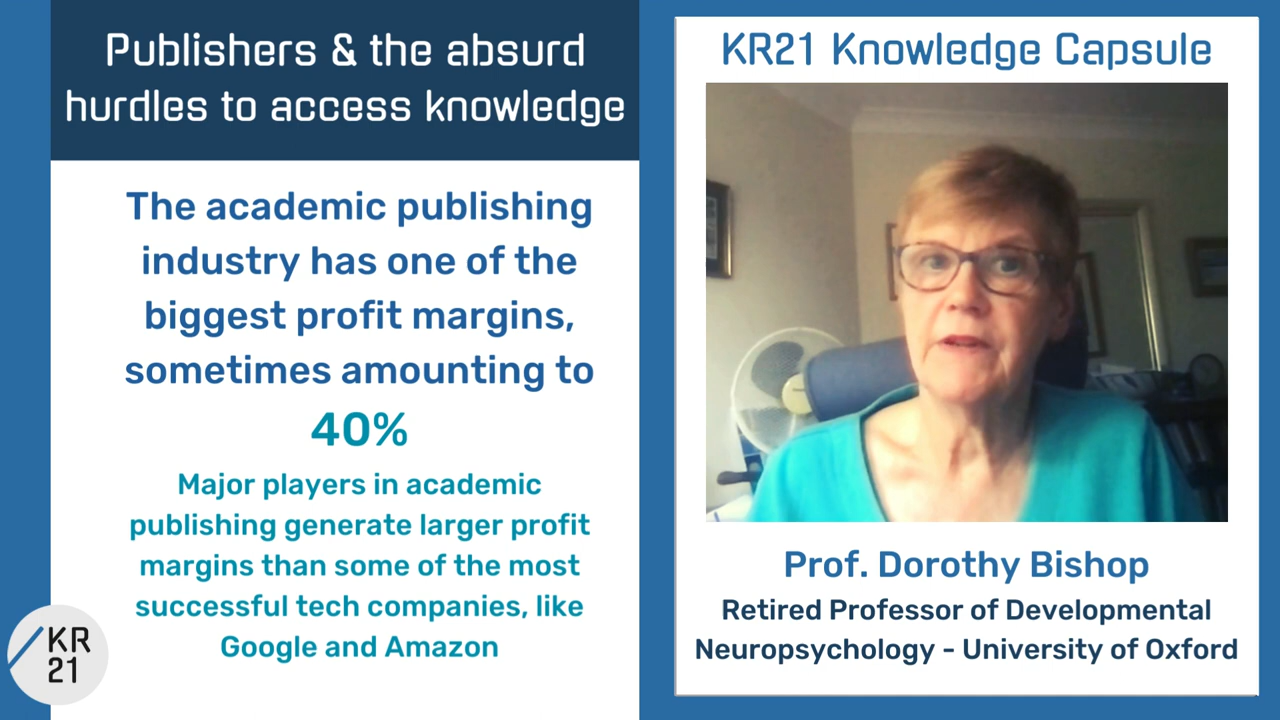 Publishers & the absurd
hurdles to access knowledge
The academic publishing
industry has one of the
biggest profit margins,
sometimes amounting to
40%
Major players in academic
publishing generate larger profit
margins than some of the most
successful tech companies, like
Google and Amazon
KR
21
KR21 Knowledge Capsule
Prof. Dorothy Bishop
Retired Professor of Developmental
Neuropsychology - University of Oxford